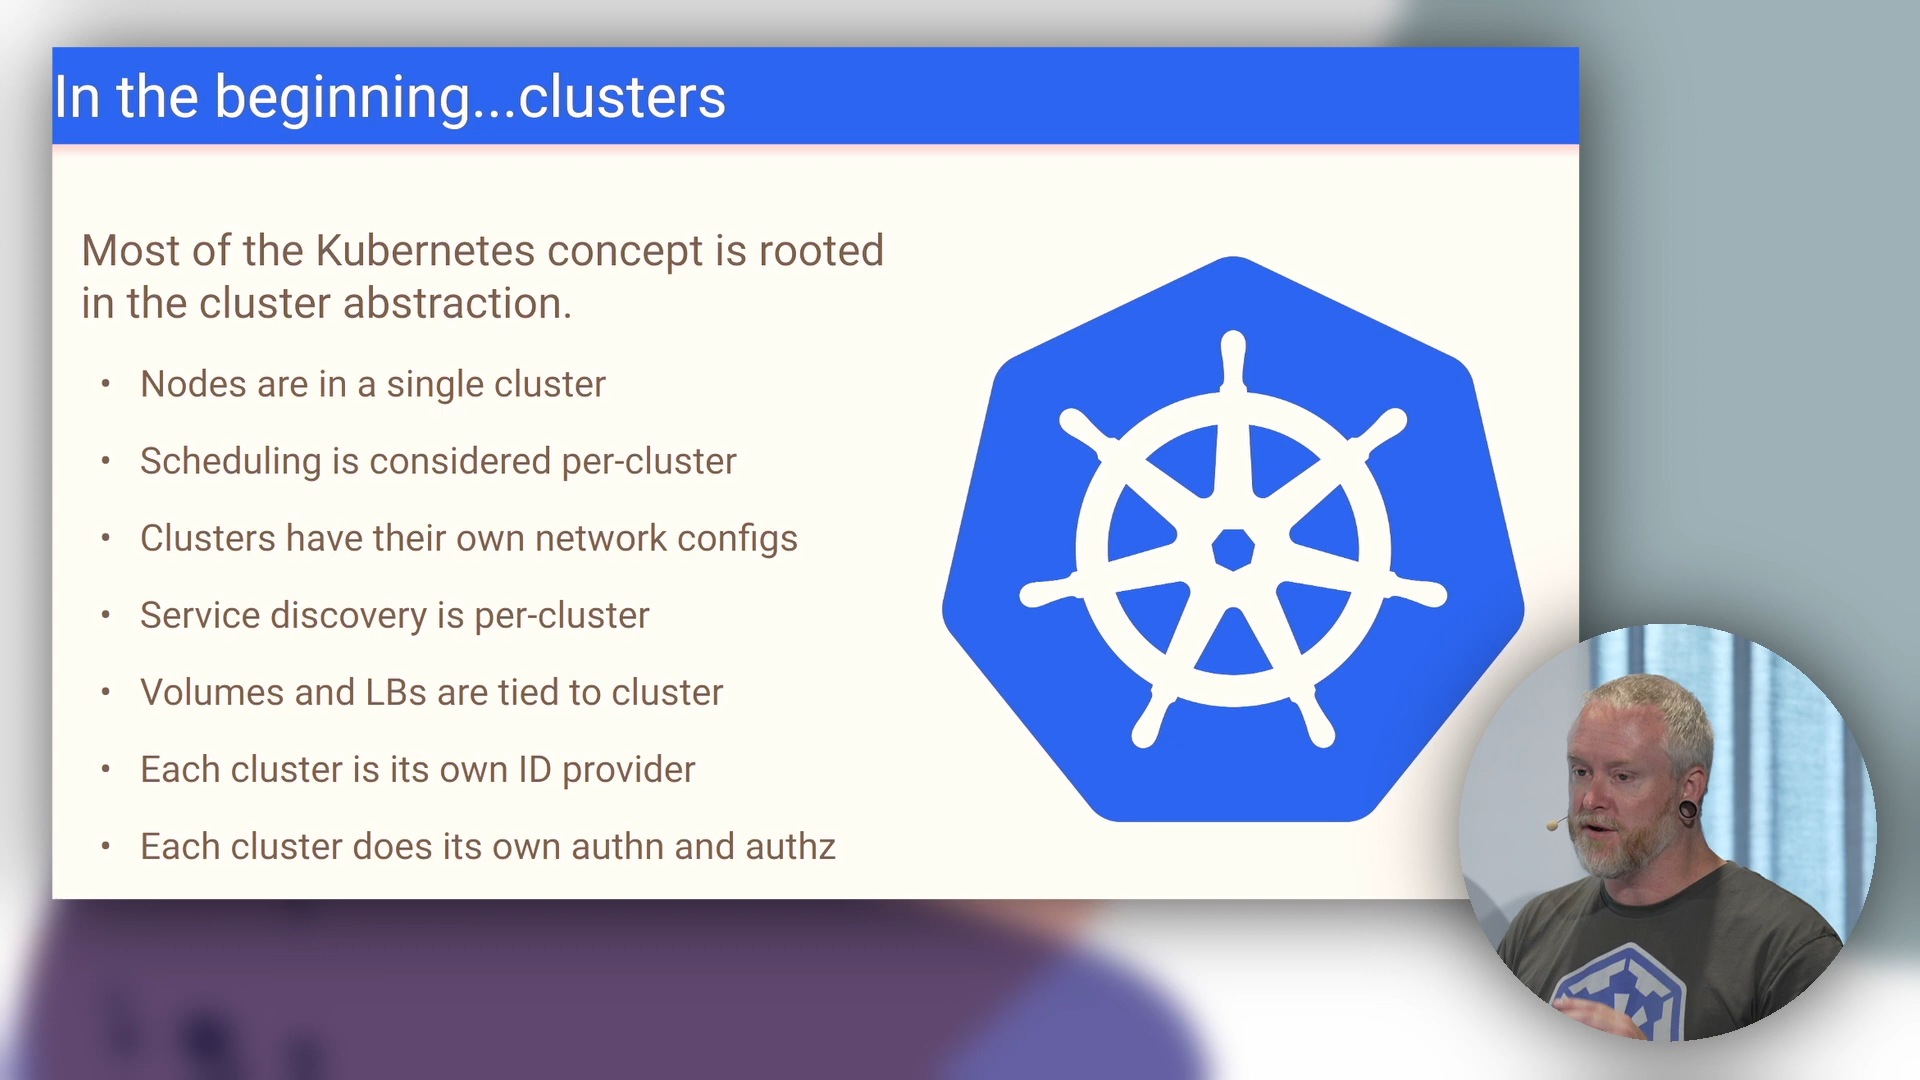 In the beginning...clusters
Most of the Kubernetes concept is rooted
in the cluster abstraction.
• Nodes are in a single cluster
• Scheduling is considered per-cluster
• Clusters have their own network configs
• Service discovery is per-cluster
• Volumes and LBs are tied to cluster
• Each cluster is its own ID provider
• Each cluster does its own authn and authz